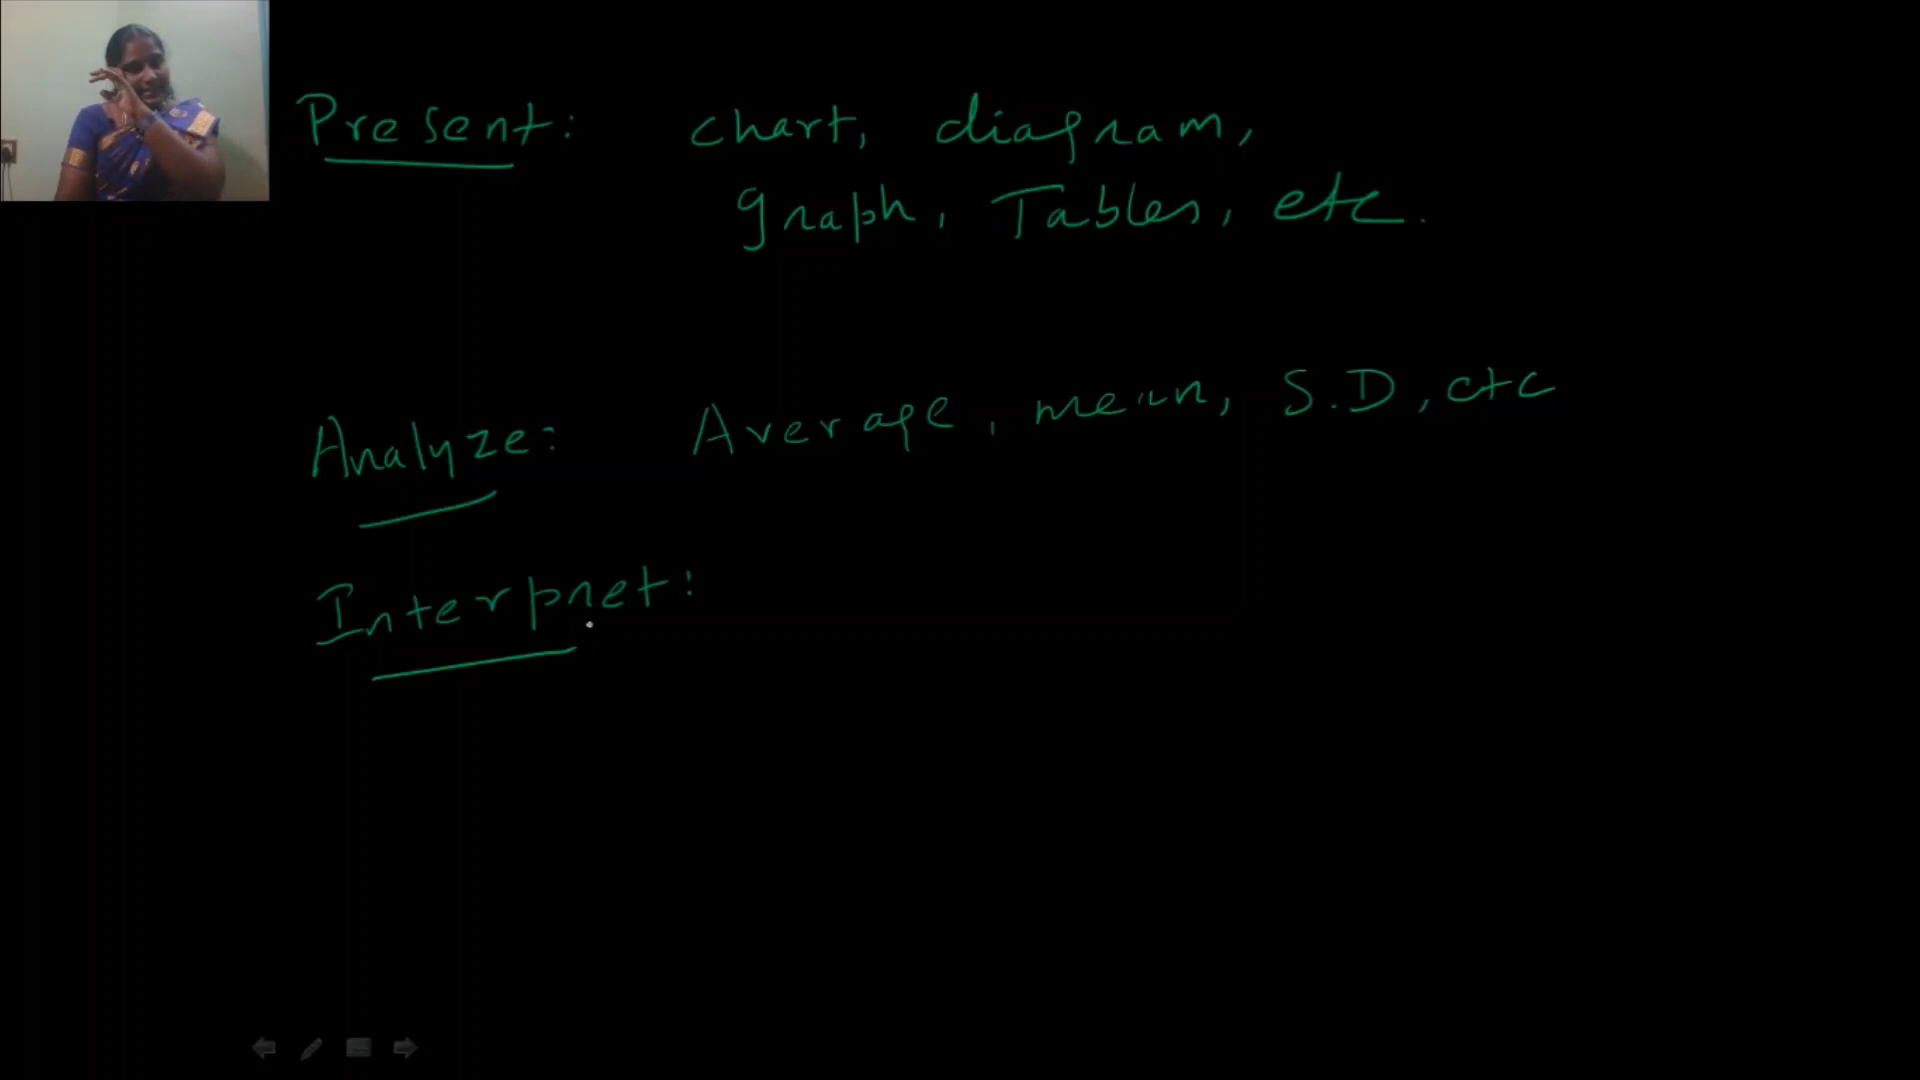 Present: chart, diagram,
graph, Tables, etc.
Analyze: Average, mean, S.D, etc
Interpret: